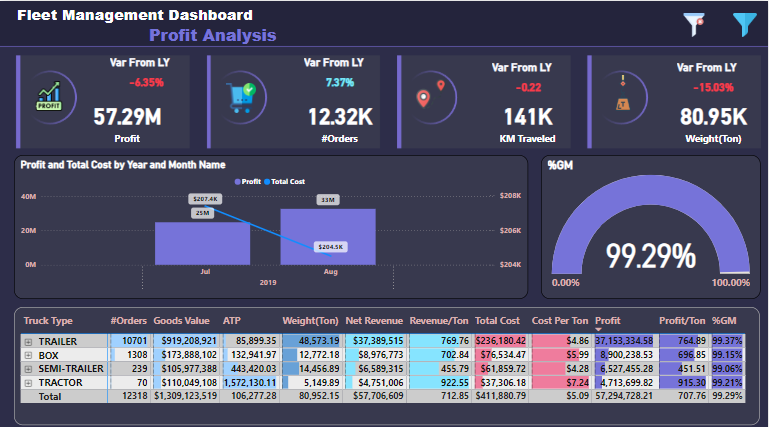 Fleet Management Dashboard
Profit Analysis
Var From LY
-6.35%
57.29M
Profit
PROFIT
Var From LY
7.37%
12.32K
#Orders
Var From LY
-0.22
141K
KM Traveled
Var From LY
-15.03%
80.95K
Weight(Ton)
Profit and Total Cost by Year and Month Name
Profit Total Cost
40M
20M
0M
$207.4K
25M
33M
$204.5K
$208K
$206K
$204K
Jul Aug
2019
%GM
99.29%
0.00% 100.00%
Truck Type #Orders Goods Value ATP Weight(Ton) Net Revenue Revenue/Ton Total Cost Cost Per Ton Profit Profit/Ton %GM
TRAILER 10701 $919,208,921 85,899.35 48,573.19 $37,389,515 769.76 $236,180.42 $4.86 37,153,334.58 764.89 99.37%
BOX 1308 $173,888,102 132,941.97 12,772.18 $8,976,773 702.84 $76,534.47 $5.99 8,900,238.53 696.85 99.15%
SEMI-TRAILER 239 $105,977,388 443,420.03 14,456.89 $6,589,315 455.79 $61,859.72 $4.28 6,527,455.28 451.51 99.06%
TRACTOR 70 $110,049,108 1,572,130.11 5,149.89 $4,751,006 922.55 $37,306.18 $7.24 4,713,699.82 915.30 99.21%
Total 12318 $1,309,123,519 106,277.28 80,952.15 $57,706,609 712.85 $411,880.79 $5.09 57,294,728.21 707.76 99.29%